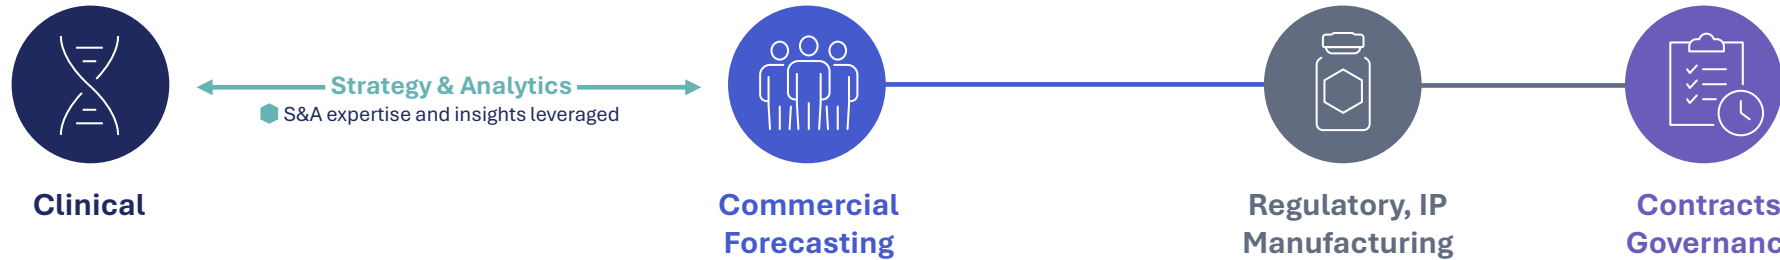 Strategy & Analytics
S&A expertise and insights leveraged
Clinical
Commercial
Forecasting
Regulatory, IP
Manufacturing
Contracts